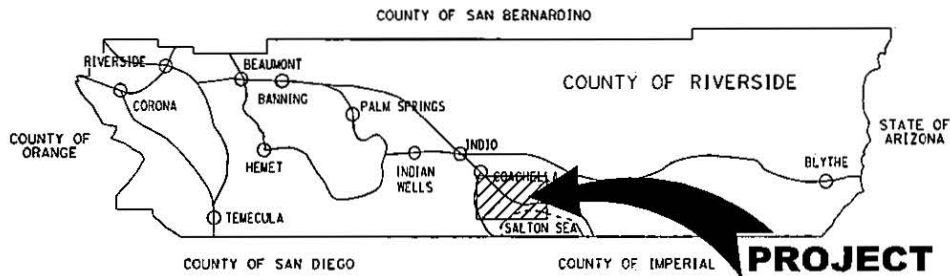 COUNTY OF SAN BERNARDINO
RIVERSIDE
BEAUMONT
BANNING
COUNTY OF RIVERSIDE
CORONA
PALM SPRINGS
COUNTY OF
ORANGE
STATE OF
ARIZONA
HEMET
INDIO
INDIAN
WELLS
COACHELLA
BLYTHE
TEMECULA
SALTON SEA
COUNTY OF SAN DIEGO
COUNTY OF IMPERIAL
PROJECT